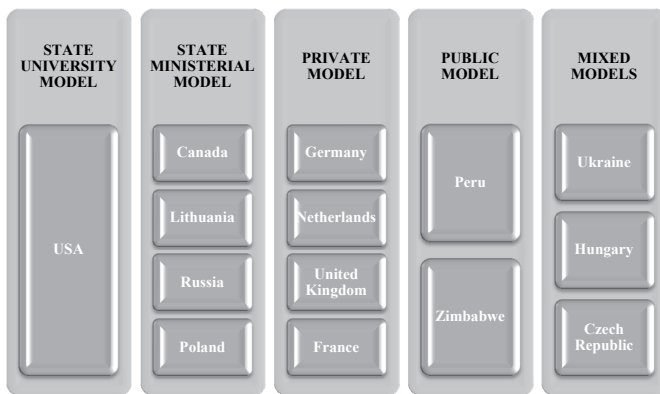 STATE
UNIVERSITY
MODEL
USA
STATE
MINISTERIAL
MODEL
Canada
Lithuania
Russia
Poland
PRIVATE
MODEL
Germany
Netherlands
United
Kingdom
France
PUBLIC
MODEL
Peru
Zimbabwe
MIXED
MODELS
Ukraine
Hungary
Czech
Republic